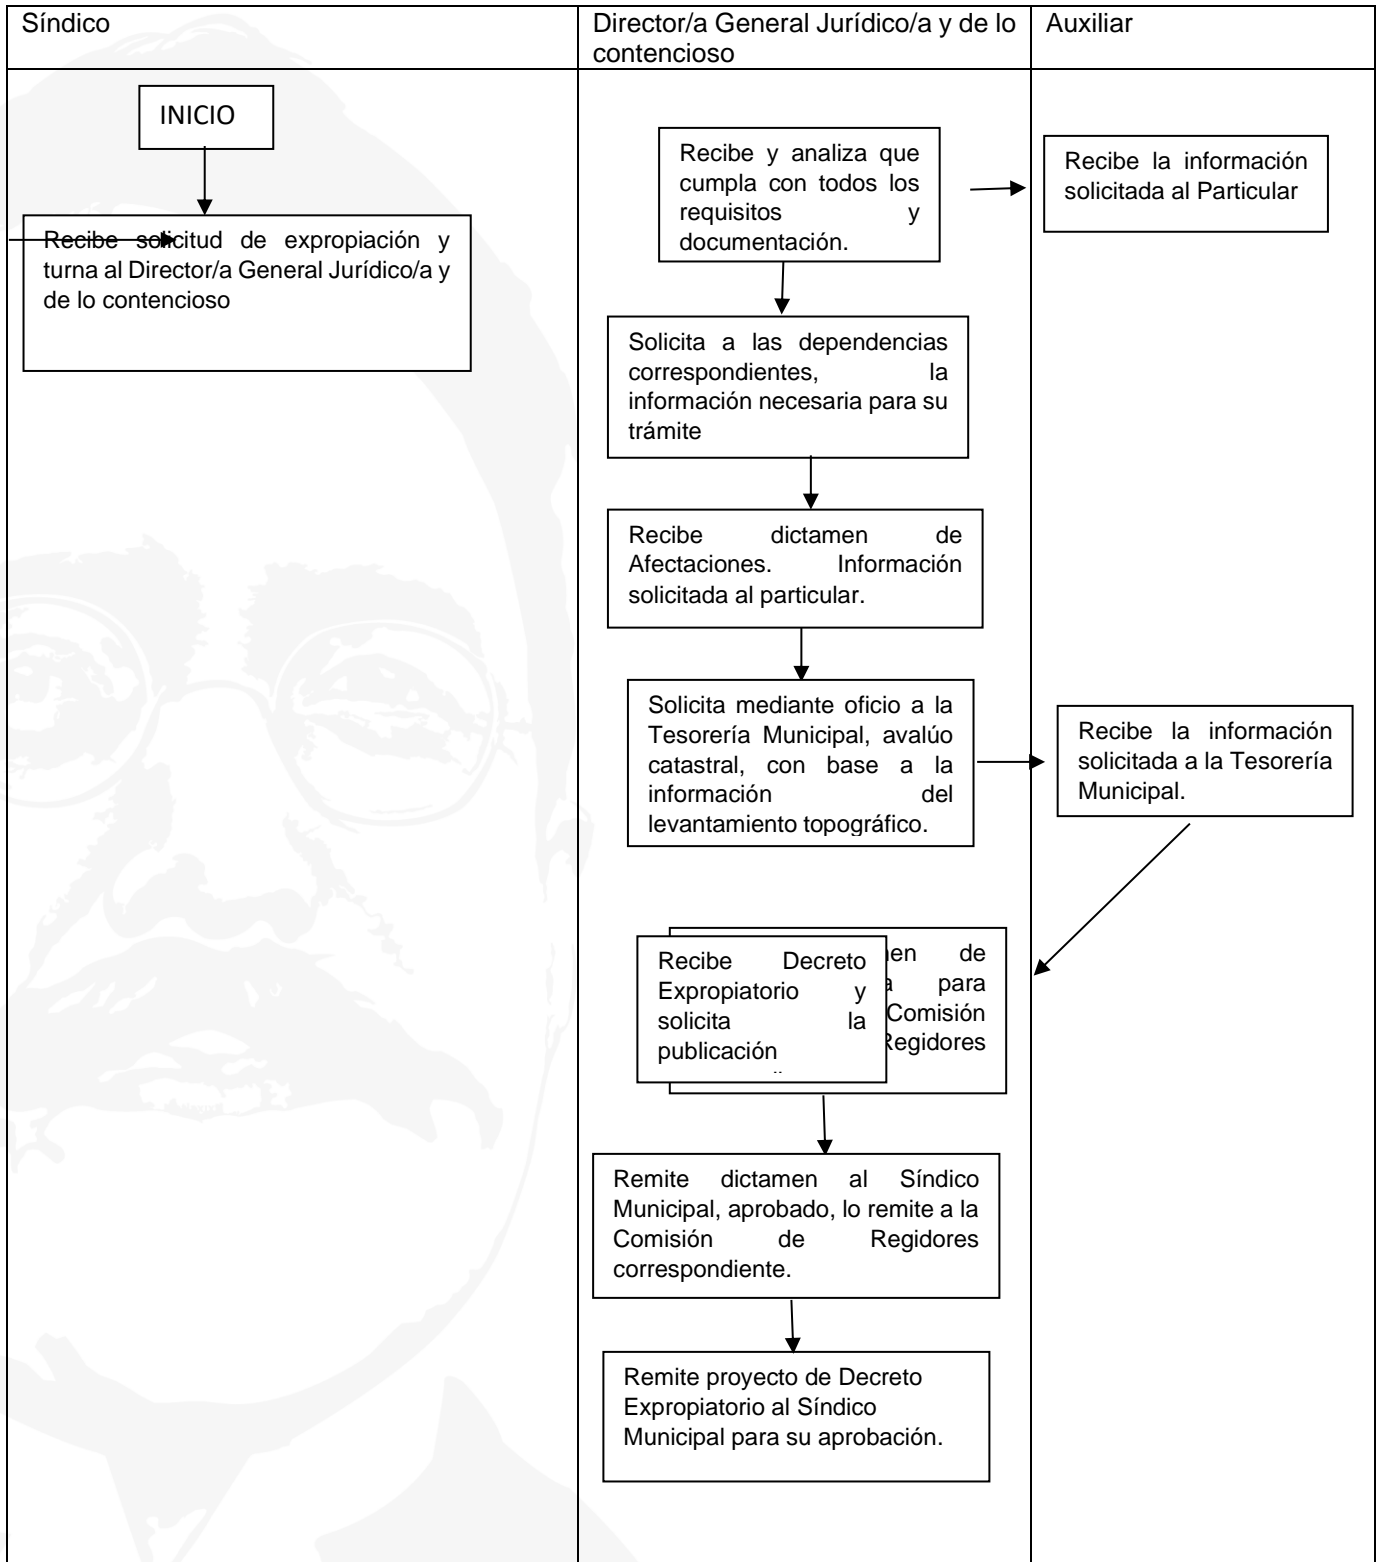 Síndico
Director/a General Jurídico/a y de lo
contencioso
Auxiliar
INICIO
Recibe solicitud de expropiación y
turna al Director/a General Jurídico/a y
de lo contencioso
Recibe y analiza que
cumpla con todos los
requisitos y
documentación.
Recibe la información
solicitada al Particular
Solicita a las dependencias
correspondientes, la
información necesaria para su
trámite
Recibe dictamen de
Afectaciones. Información
solicitada al particular.
Solicita mediante oficio a la
Tesorería Municipal, avalúo
catastral, con base a la
información del
levantamiento topográfico.
Recibe la información
solicitada a la Tesorería
Municipal.
Recibe Decreto
Expropiatorio y
solicita la
publicación
de
para
Comisión
Regidores
Remite dictamen al Síndico
Municipal, aprobado, lo remite a la
Comisión de Regidores
correspondiente.
Remite proyecto de Decreto
Expropiatorio al Síndico
Municipal para su aprobación.